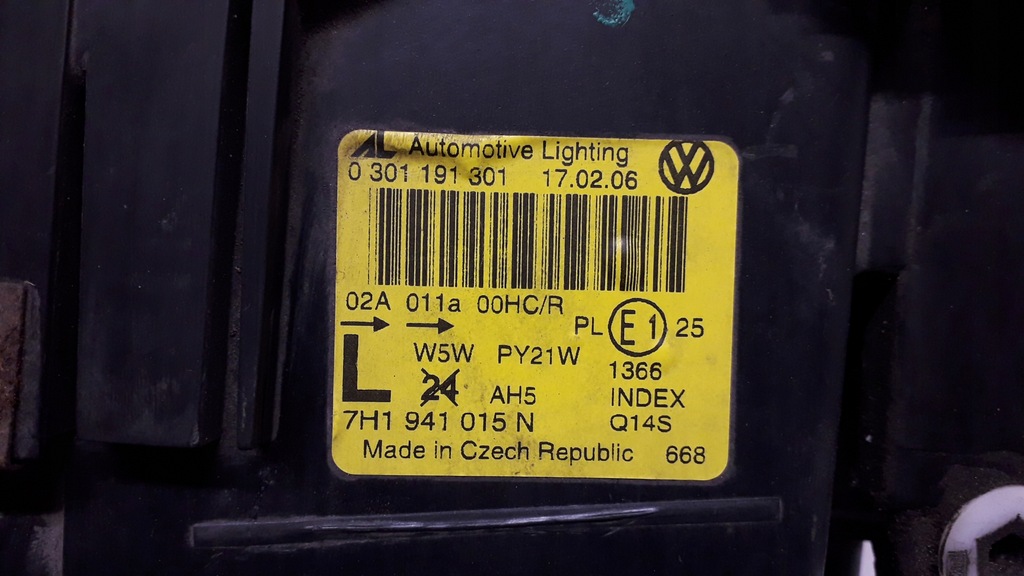 AL Automotive Lighting
0 301 191 301 17.02.06
02A 011a 00HC/R
PL E1 25
W5W PY21W
1366
L 24 AH5 INDEX
7H1 941 015 N Q14S
Made in Czech Republic 668